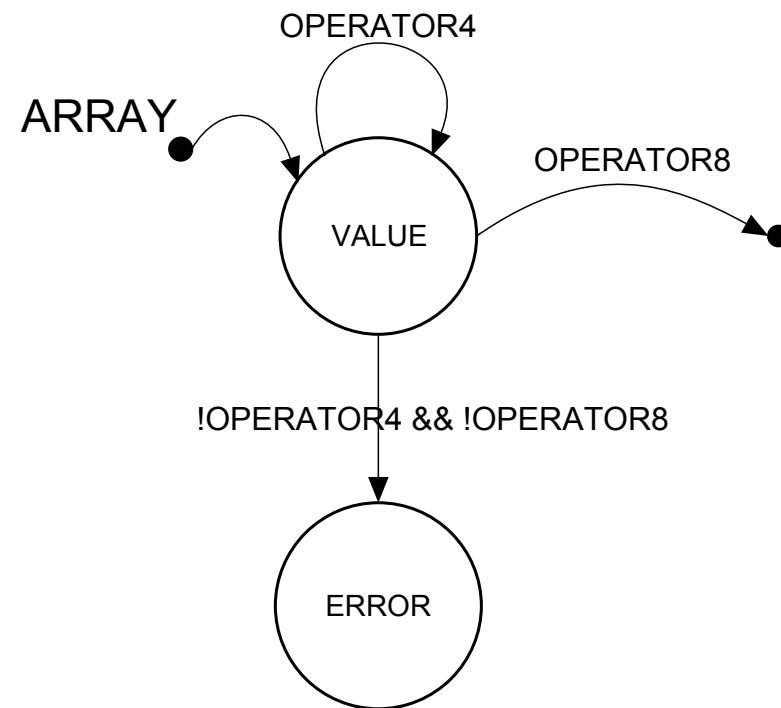 OPERATOR4
ARRAY
OPERATOR8
VALUE
!OPERATOR4 && !OPERATOR8
ERROR